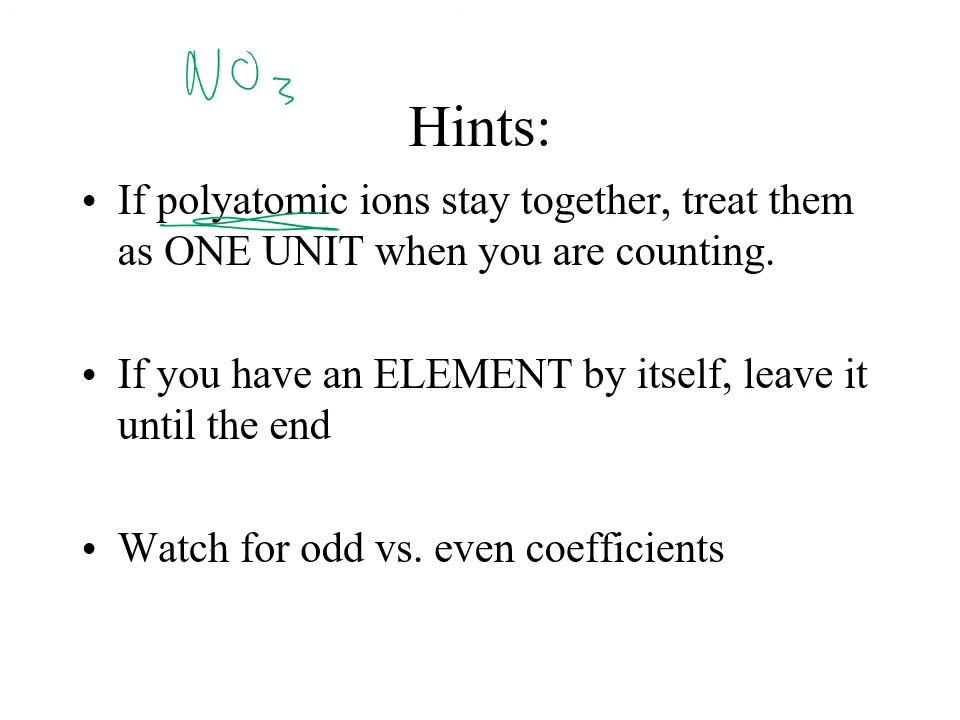 NO3
Hints:
• If polyatomic ions stay together, treat them
as ONE UNIT when you are counting.
• If you have an ELEMENT by itself, leave it
until the end
• Watch for odd vs. even coefficients